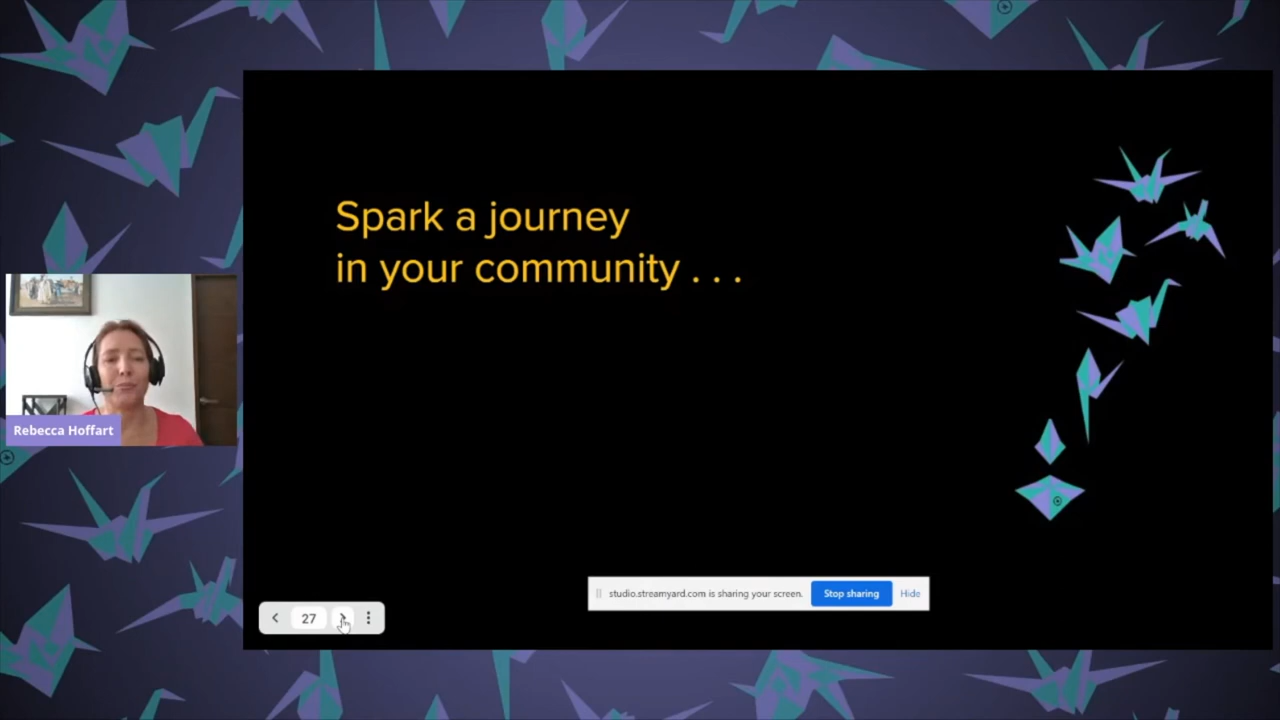 Spark a journey
in your community . . .
Rebecca Hoffart
studio.streamyard.com is sharing your screen.
Stop sharing
Hide
27